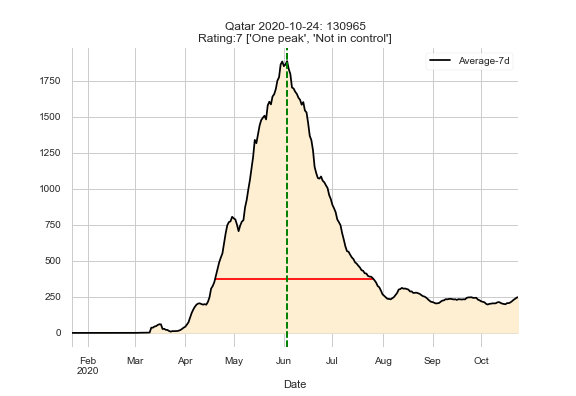 Qatar 2020-10-24: 130965
Rating:7 ['One peak', 'Not in control']
Average-7d
1750
1500
1250
1000
750
500
250
0
Feb Mar Apr May Jun Jul Aug Sep Oct
2020
Date